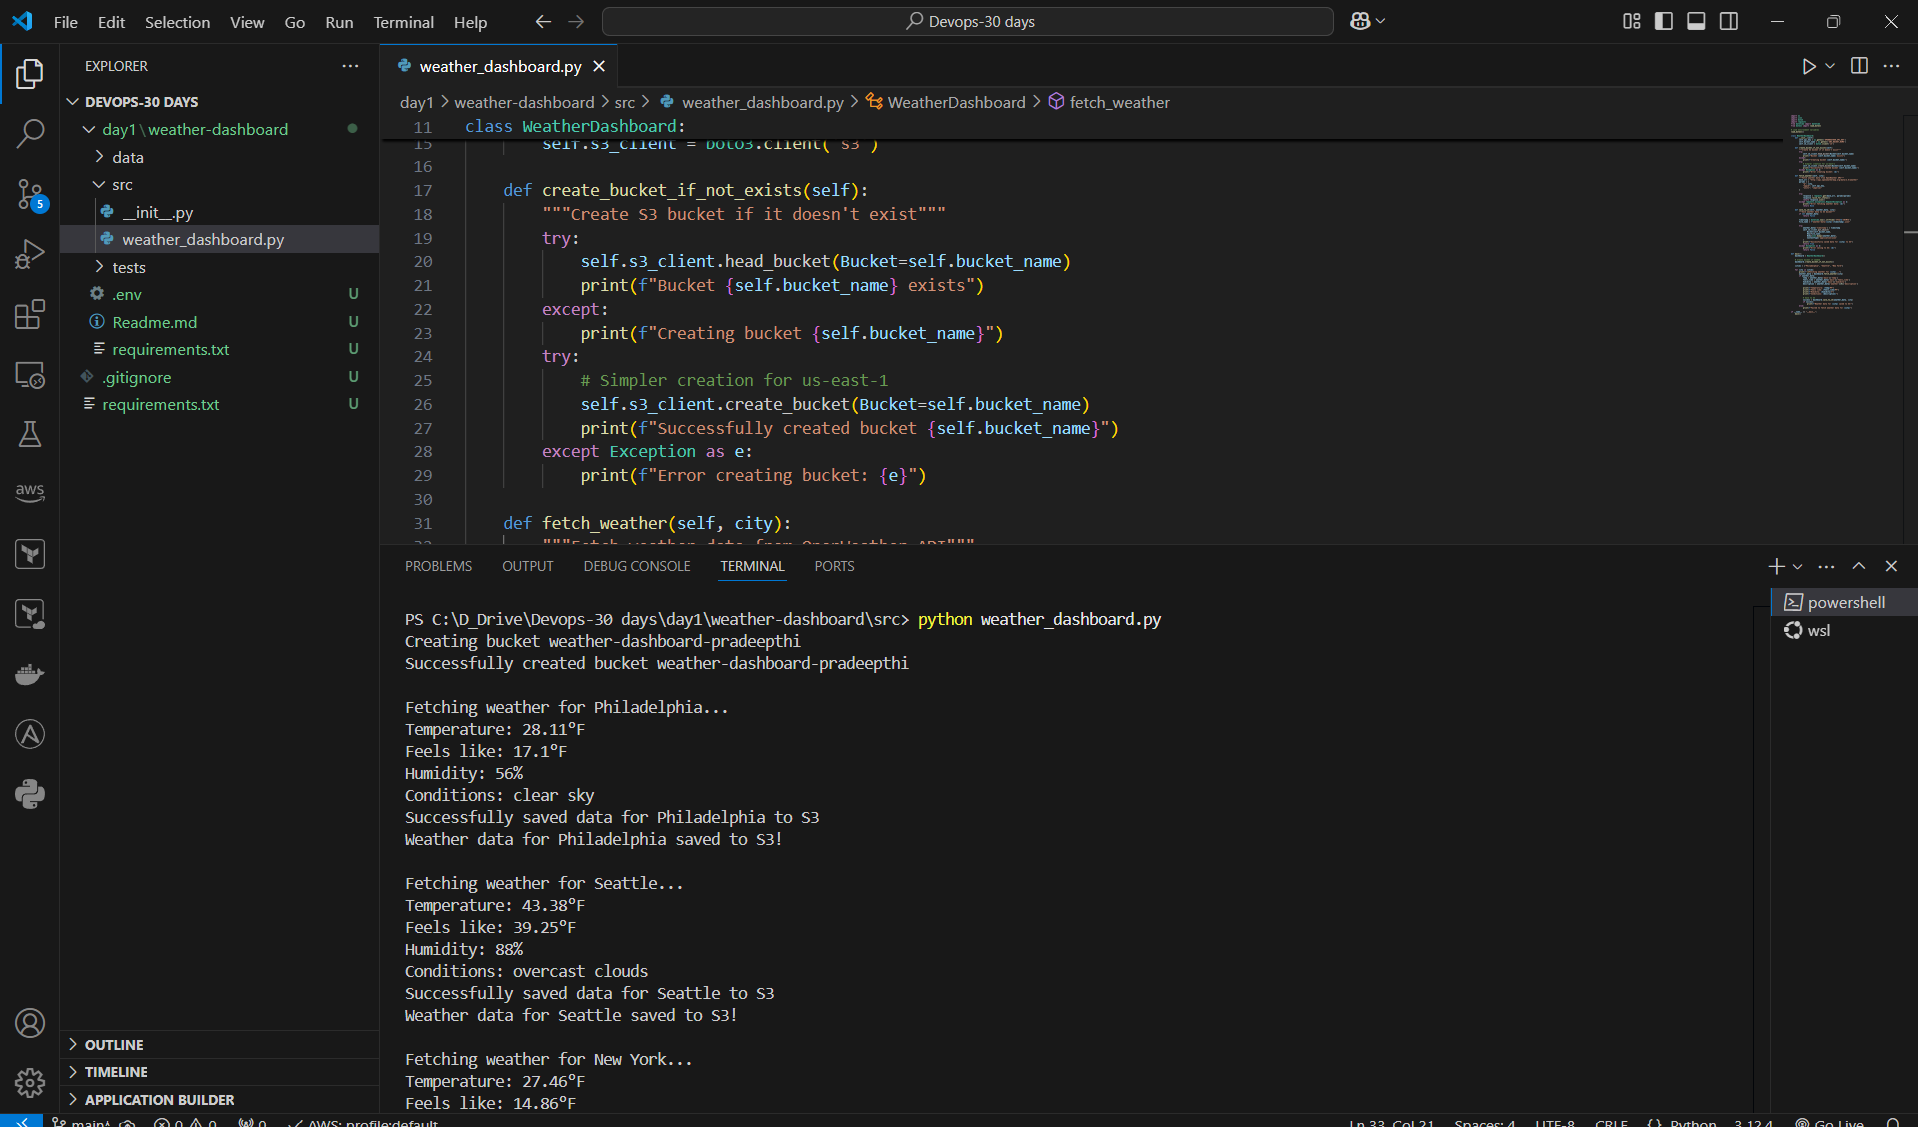 File Edit Selection View Go Run Terminal Help
Devops-30 days
EXPLORER
DEVOPS-30 DAYS
day1\weather-dashboard
data
src
__init__.py
weather_dashboard.py
tests
.env U
Readme.md U
requirements.txt U
.gitignore U
requirements.txt U
OUTLINE
TIMELINE
APPLICATION BUILDER
5
aws
weather_dashboard.py
day1 > weather-dashboard > src > weather_dashboard.py > WeatherDashboard > fetch_weather
11 class WeatherDashboard:
15 self.s3_client = boto3.client('s3')
16
17 def create_bucket_if_not_exists(self):
18 """Create S3 bucket if it doesn't exist"""
19 try:
20 self.s3_client.head_bucket(Bucket=self.bucket_name)
21 print(f"Bucket {self.bucket_name} exists")
22 except:
23 print(f"Creating bucket {self.bucket_name}")
24 try:
25 # Simpler creation for us-east-1
26 self.s3_client.create_bucket(Bucket=self.bucket_name)
27 print(f"Successfully created bucket {self.bucket_name}")
28 except Exception as e:
29 print(f"Error creating bucket: {e}")
30
31 def fetch_weather(self, city):
32 """Fetch weather data from OpenWeather API"""
PROBLEMS OUTPUT DEBUG CONSOLE TERMINAL PORTS
powershell
wsl
PS C:\D_Drive\Devops-30 days\day1\weather-dashboard\src> python weather_dashboard.py
Creating bucket weather-dashboard-pradeepthi
Successfully created bucket weather-dashboard-pradeepthi
Fetching weather for Philadelphia...
Temperature: 28.11°F
Feels like: 17.1°F
Humidity: 56%
Conditions: clear sky
Successfully saved data for Philadelphia to S3
Weather data for Philadelphia saved to S3!
Fetching weather for Seattle...
Temperature: 43.38°F
Feels like: 39.25°F
Humidity: 88%
Conditions: overcast clouds
Successfully saved data for Seattle to S3
Weather data for Seattle saved to S3!
Fetching weather for New York...
Temperature: 27.46°F
Feels like: 14.86°F
main* 0 0 0 AWS: profile:default Ln 33, Col 21 Spaces: 4 UTF-8 CRLF {} Python 3.12.4 Go Live